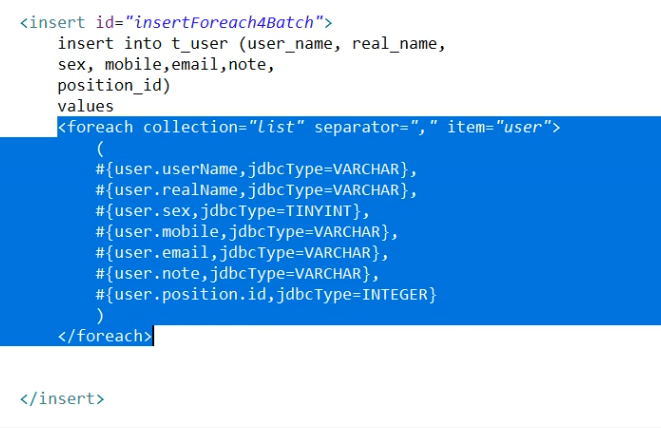 <insert id="insertForeach4Batch">
insert into t_user (user_name, real_name,
sex, mobile,email,note,
position_id)
values
<foreach collection="list" separator="," item="user">
(
#{user.userName,jdbcType=VARCHAR},
#{user.realName,jdbcType=VARCHAR},
#{user.sex,jdbcType=TINYINT},
#{user.mobile,jdbcType=VARCHAR},
#{user.email,jdbcType=VARCHAR},
#{user.note,jdbcType=VARCHAR},
#{user.position.id,jdbcType=INTEGER}
)
</foreach>
</insert>